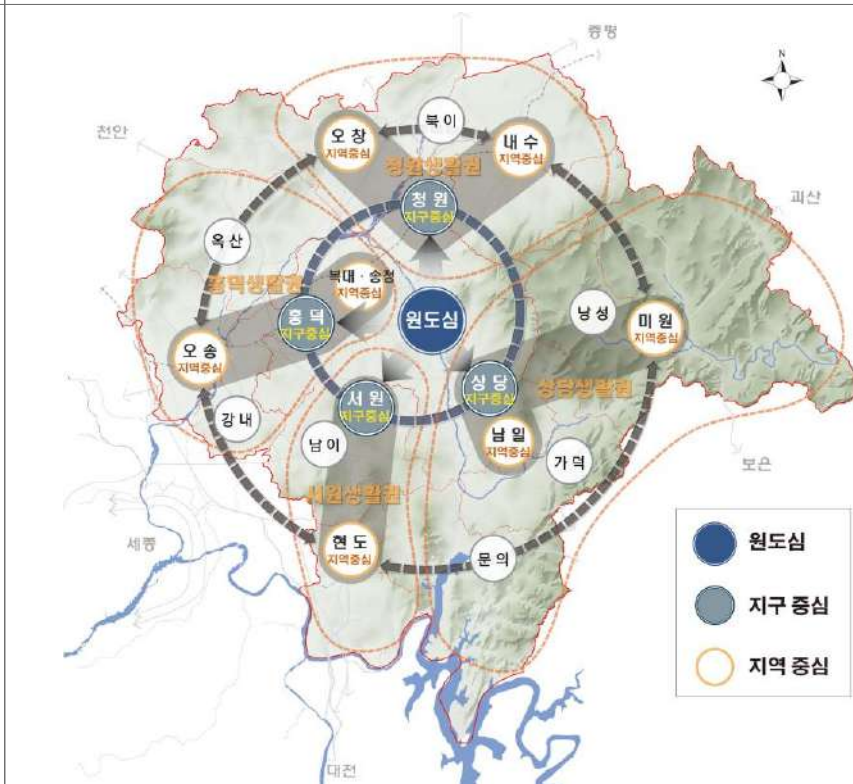 증평
N
천안
북이
오창
지역중심
내수
지역중심
청원생활권
청원
지구중심
괴산
옥산
복대·송정
지역중심
흥덕생활권
흥덕
지구중심
원도심
낭성
미원
지역중심
오송
지역중심
상당
지구중심
상당생활권
서원
지구중심
강내
남이
남일
지역중심
가덕
보은
서원생활권
현도
지역중심
문의
세종
대전
원도심
지구 중심
지역 중심